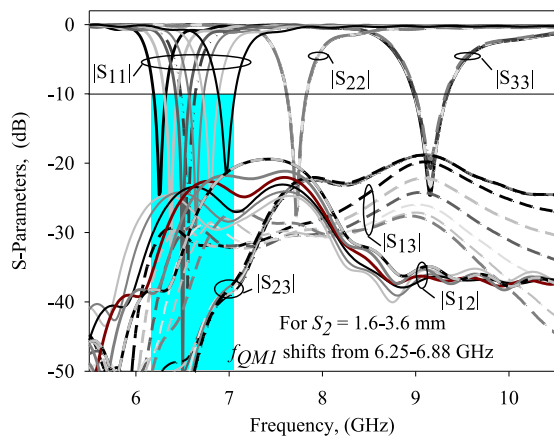 0
-10
-20
-30
-40
-50
S-Parameters, (dB)
|S11|
|S22|
|S33|
|S13|
|S23|
|S12|
For S2 = 1.6-3.6 mm
fQM1 shifts from 6.25-6.88 GHz
6 7 8 9 10
Frequency, (GHz)